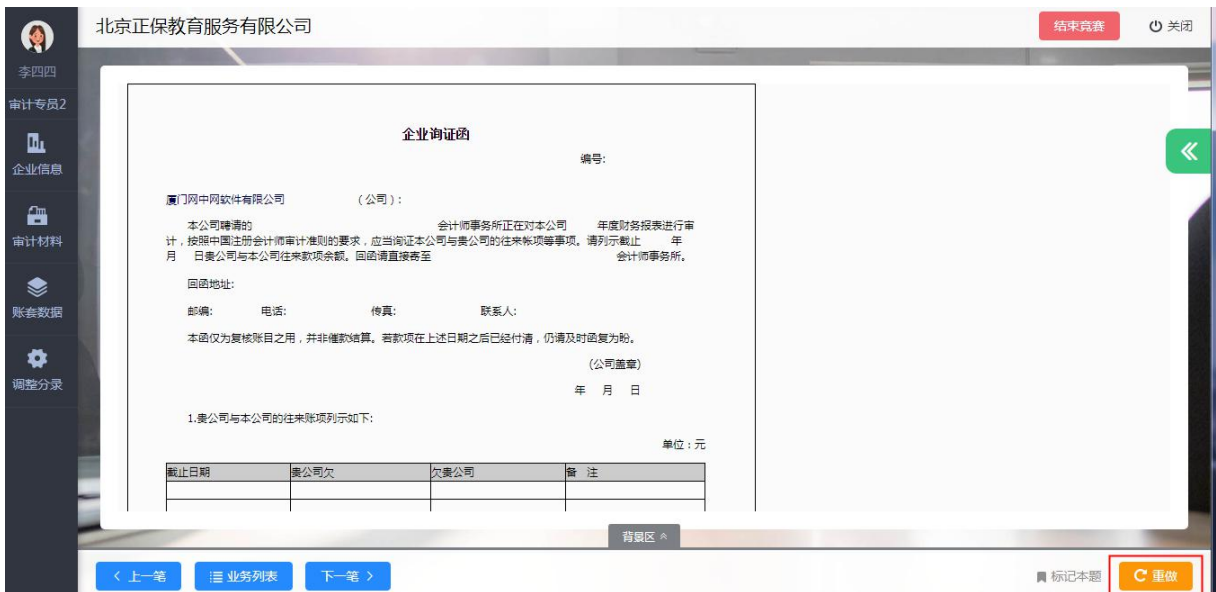 北京正保教育服务有限公司
结束竞赛
关闭
李四四
审计专员2
企业信息
审计材料
账套数据
调整分录
企业询证函
编号:
厦门网中网软件有限公司 (公司):
本公司聘请的 会计师事务所正在对本公司 年度财务报表进行审
计,按照中国注册会计师审计准则的要求,应当询证本公司与贵公司的往来帐项等事项。请列示截止 年
月 日贵公司与本公司往来款项余额。回函请直接寄至 会计师事务所。
回函地址:
邮编: 电话: 传真: 联系人:
本函仅为复核账目之用,并非催款结算。若款项在上述日期之后已经付清,仍请及时函复为盼。
(公司盖章)
年 月 日
1.贵公司与本公司的往来账项列示如下:
单位:元
截止日期 贵公司欠 欠贵公司 备 注
背景区
上一笔 业务列表 下一笔 标记本题 重做